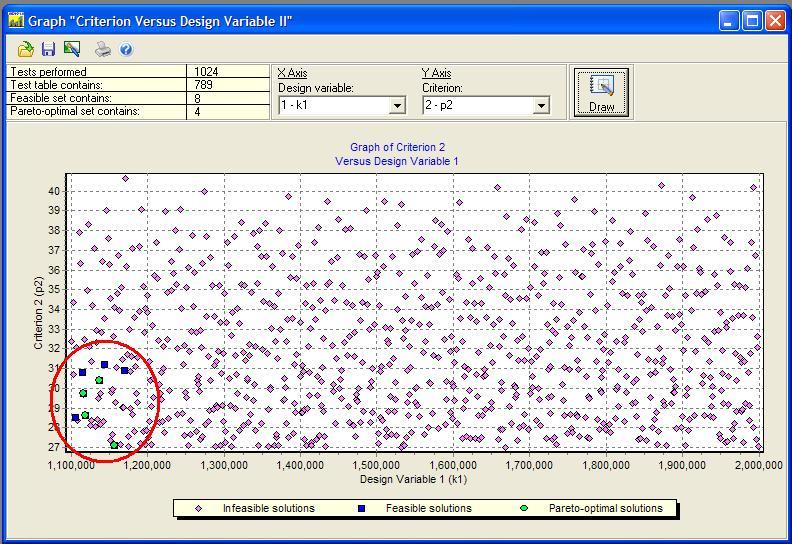 Graph "Criterion Versus Design Variable II"
Tests performed 1024
Test table contains: 789
Feasible set contains: 8
Pareto-optimal set contains: 4
X Axis
Design variable:
1 - k1
Y Axis
Criterion:
2 - p2
Draw
Graph of Criterion 2
Versus Design Variable 1
Criterion 2 (p2)
40
39
38
37
36
35
34
33
32
31
30
29
28
27
1,100,000 1,200,000 1,300,000 1,400,000 1,500,000 1,600,000 1,700,000 1,800,000 1,900,000 2,000,000
Design Variable 1 (k1)
Infeasible solutions Feasible solutions Pareto-optimal solutions